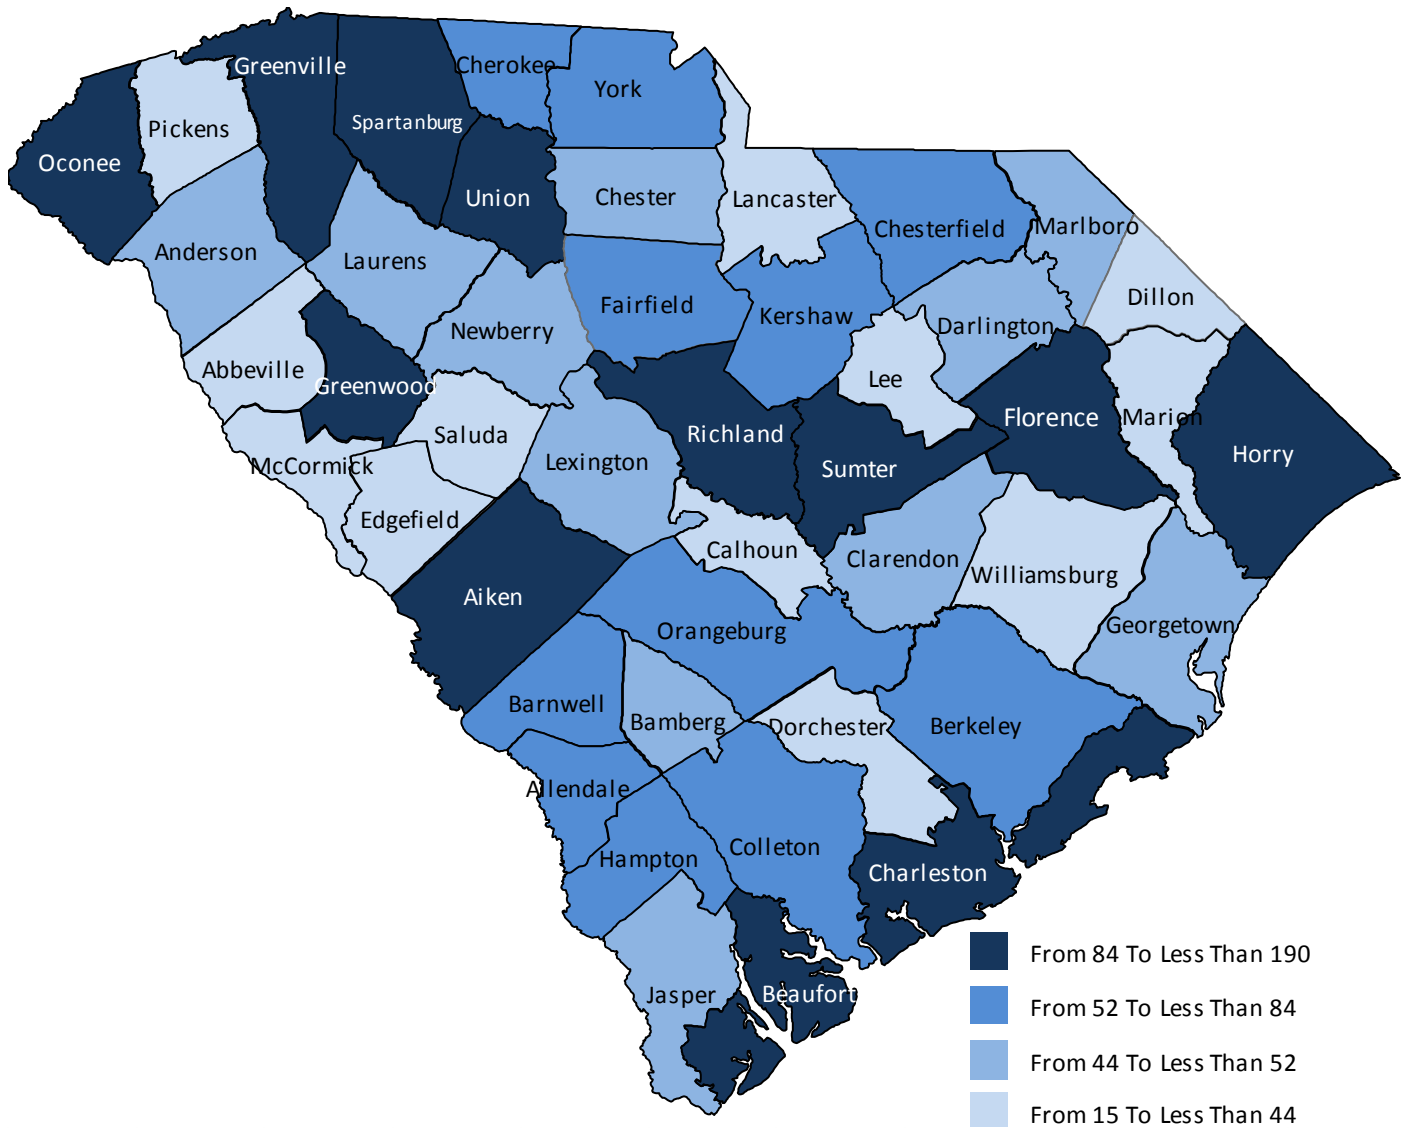 Greenville
Cherokee
York
Spartanburg
Pickens
Oconee
Union
Chester
Lancaster
Chesterfield
Marlboro
Anderson
Laurens
Fairfield
Dillon
Kershaw
Darlington
Newberry
Abbeville
Greenwood
Lee
Florence
Marion
Saluda
Richland
Horry
McCormick
Lexington
Sumter
Edgefield
Calhoun
Clarendon
Williamsburg
Aiken
Georgetown
Orangeburg
Barnwell
Bamberg
Dorchester
Berkeley
Allendale
Hampton
Colleton
Charleston
Jasper
Beaufort
From 84 To Less Than 190
From 52 To Less Than 84
From 44 To Less Than 52
From 15 To Less Than 44